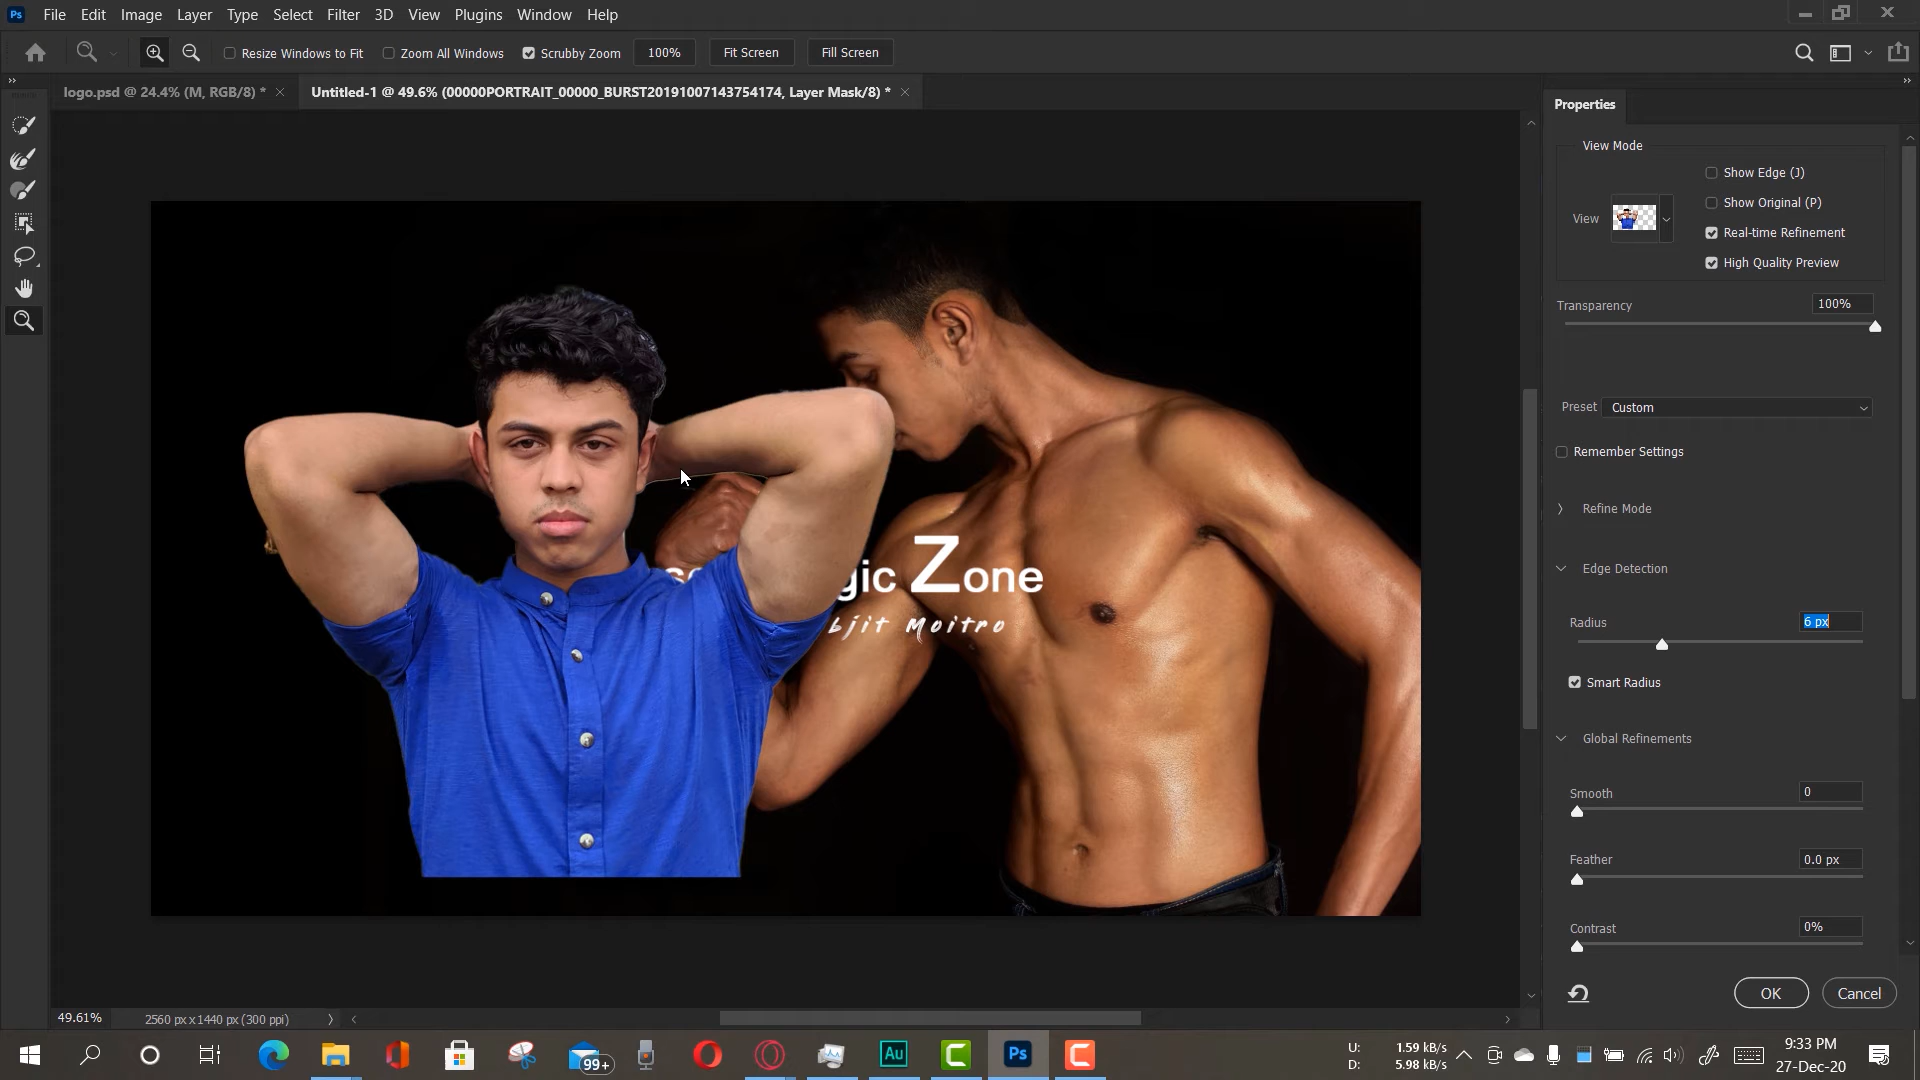 Ps File Edit Image Layer Type Select Filter 3D View Plugins Window Help
Resize Windows to Fit Zoom All Windows Scrubby Zoom 100% Fit Screen Fill Screen
logo.psd @ 24.4% (M, RGB/8) * Untitled-1 @ 49.6% (00000PORTRAIT_00000_BURST20191007143754174, Layer Mask/8) *
Properties
View Mode
Show Edge (J)
Show Original (P)
View
Real-time Refinement
High Quality Preview
Transparency 100%
Preset Custom
Remember Settings
Refine Mode
Edge Detection
Radius 6 px
Smart Radius
Global Refinements
Smooth 0
Feather 0.0 px
Contrast 0%
OK Cancel
gic Zone
bjit Moitro
49.61% 2560 px x 1440 px (300 ppi)
99+
Au
Ps
U: 1.59 kB/s
D: 5.98 kB/s
9:33 PM
27-Dec-20